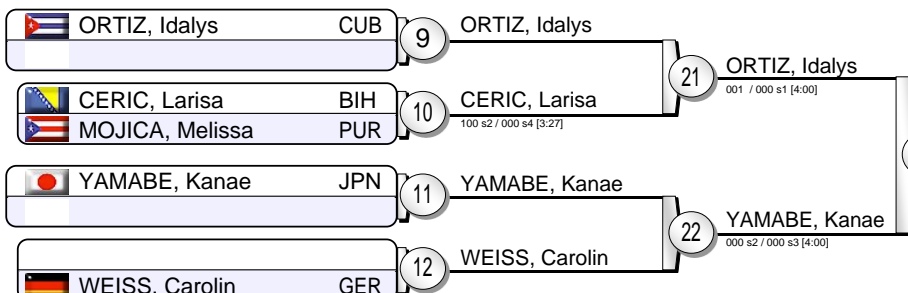 ORTIZ, Idalys CUB
9
ORTIZ, Idalys
21
ORTIZ, Idalys
001 / 000 s1 [4:00]
CERIC, Larisa BIH
MOJICA, Melissa PUR
10
CERIC, Larisa
100 s2 / 000 s4 [3:27]
YAMABE, Kanae JPN
11
YAMABE, Kanae
22
YAMABE, Kanae
000 s2 / 000 s3 [4:00]
WEISS, Carolin GER
12
WEISS, Carolin